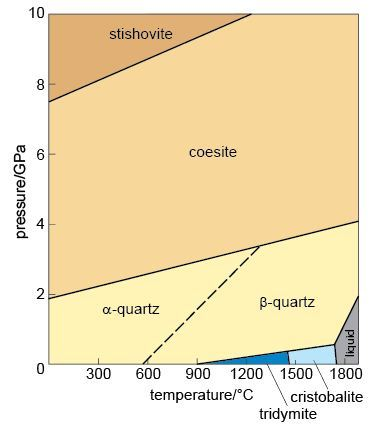 10
stishovite
8
coesite
6
pressure/GPa
4
α-quartz
β-quartz
2
liquid
0
300 600 900 1200 1500 1800
temperature/°C
cristobalite
tridymite